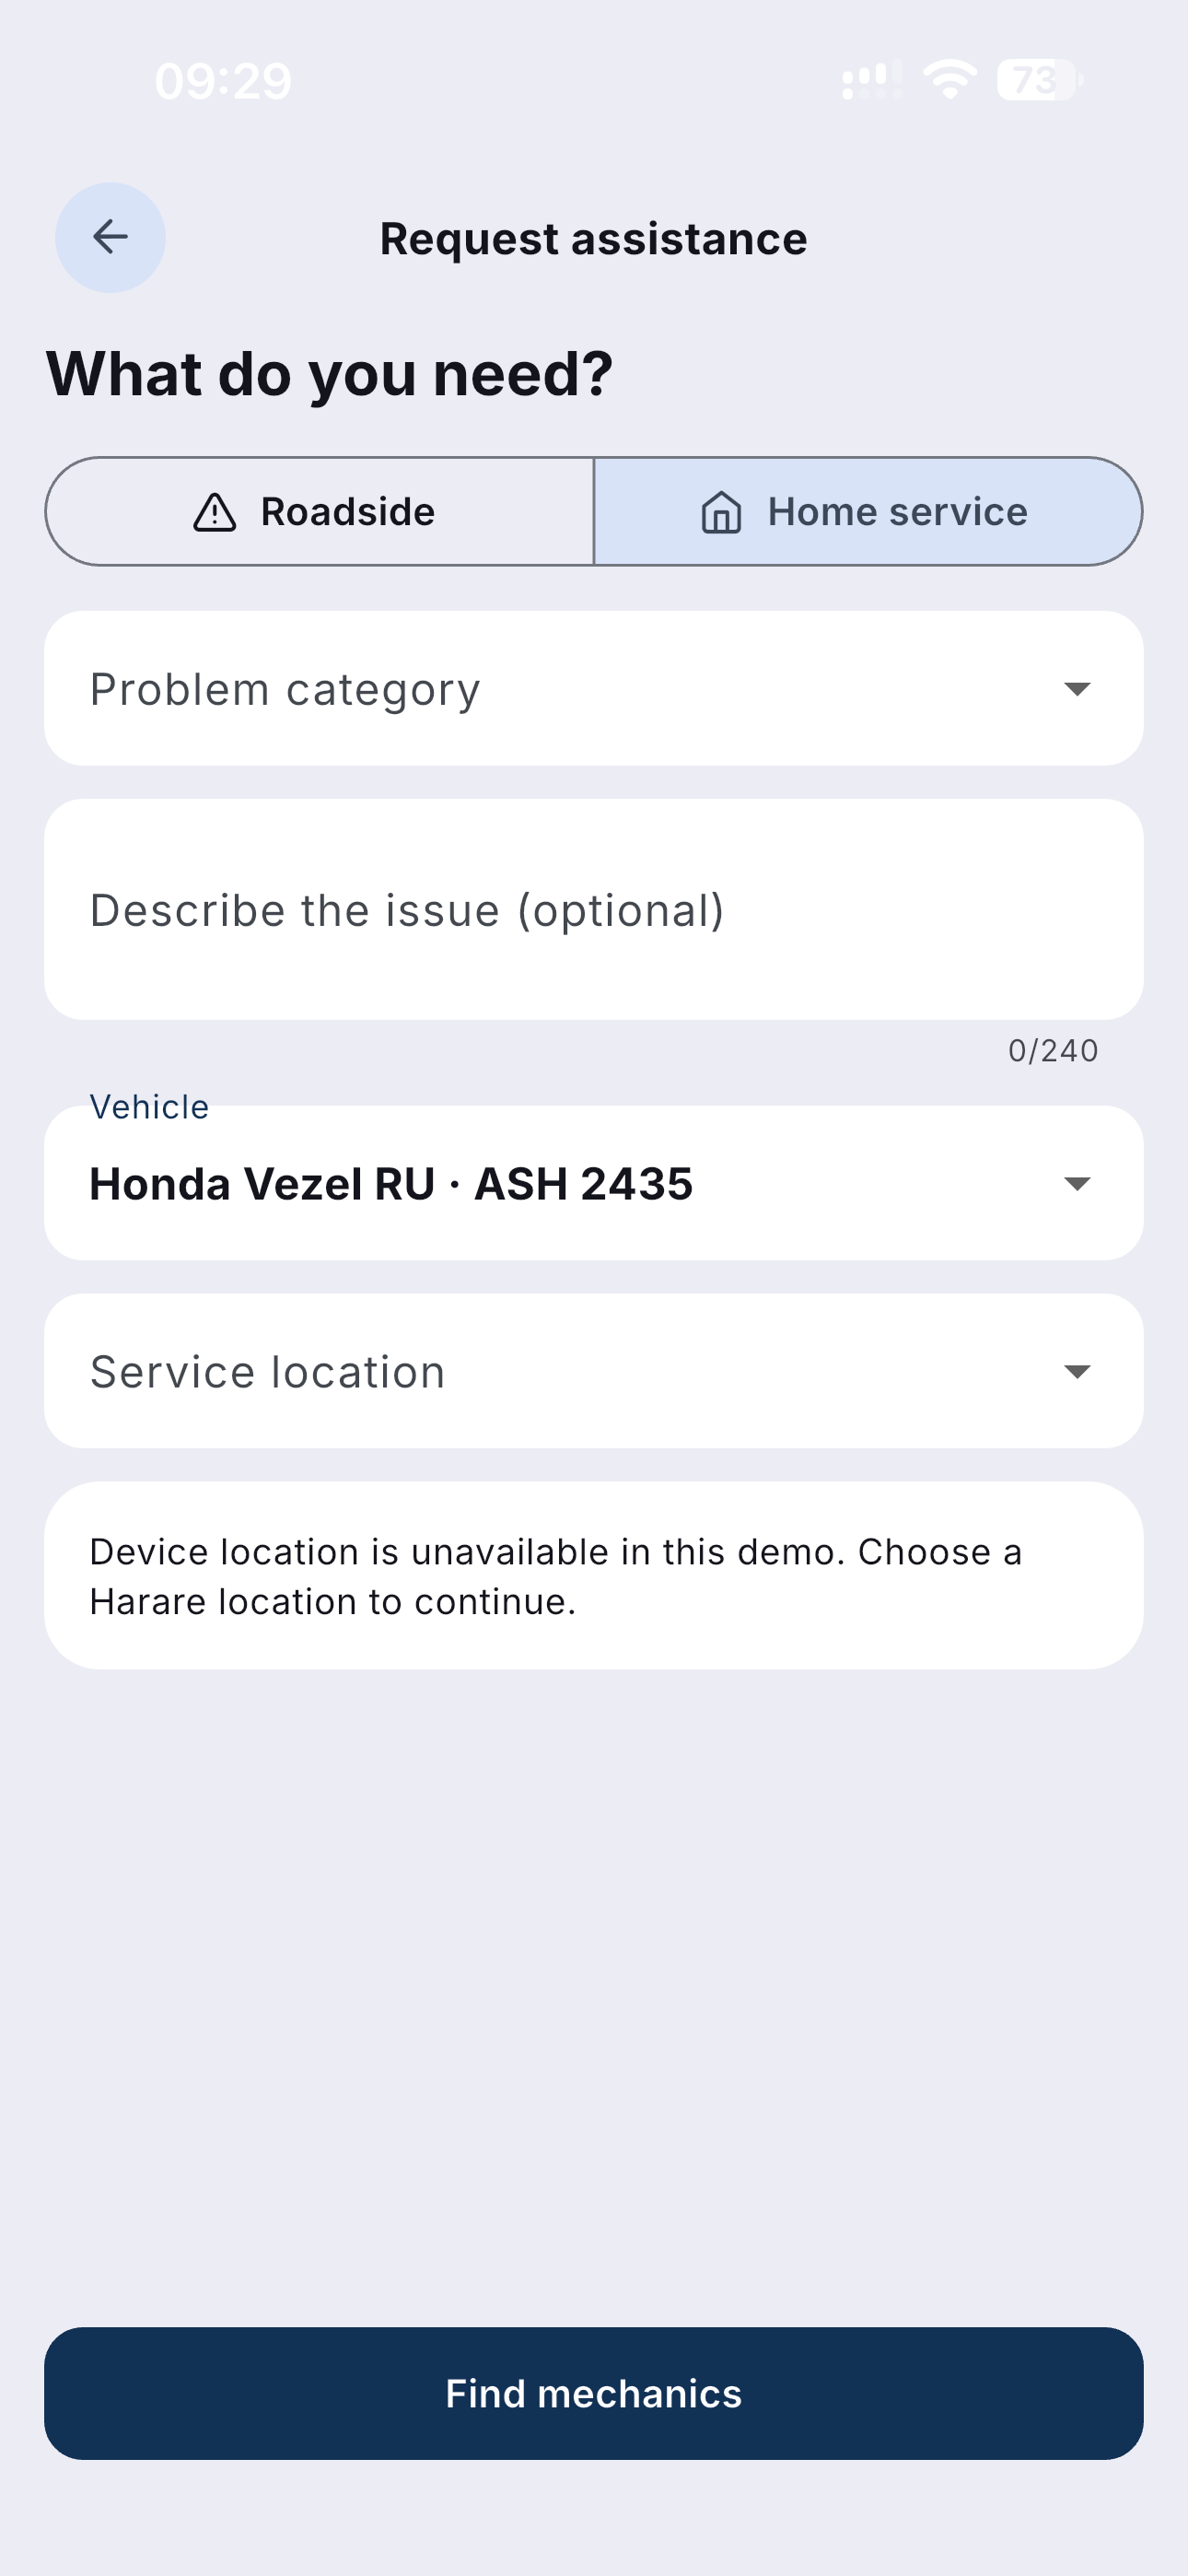 09:29
73
Request assistance
What do you need?
Roadside
Home service
Problem category
Describe the issue (optional)
0/240
Vehicle
Honda Vezel RU · ASH 2435
Service location
Device location is unavailable in this demo. Choose a
Harare location to continue.
Find mechanics